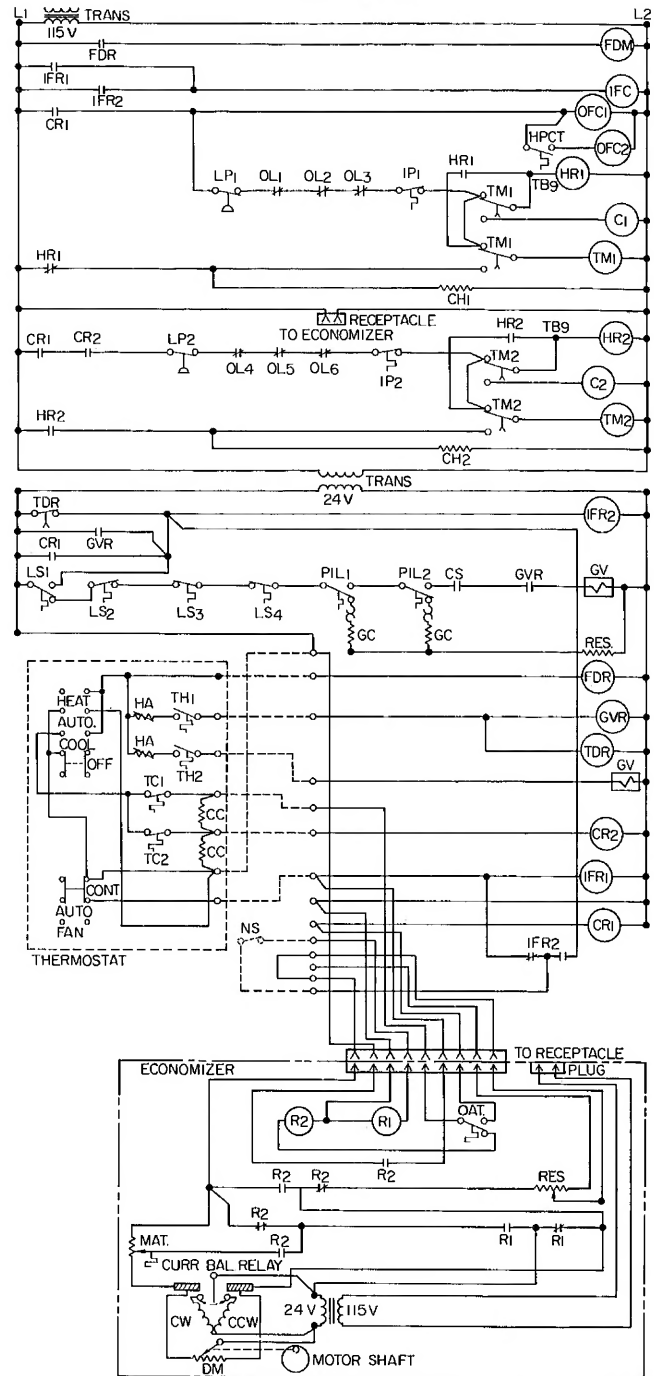 L1 TRANS L2
115 V
FDR FDM
IFR1
IFR2 IFC
CR1 OFC1
HPCT OFC2
LP1 OL1 OL2 OL3 IP1 HR1 TM1 TB9 HR1
C1
TM1 TM1
HR1
CH1
RECEPTACLE
TO ECONOMIZER
CR1 CR2 LP2 OL4 OL5 OL6 IP2 HR2 TB9 HR2
TM2
C2
TM2 TM2
HR2
CH2
TRANS
24 V
TDR IFR2
GVR
CR1
LS1 LS2 LS3 LS4 PIL1 PIL2 CS GVR GV
GC GC RES.
FDR
HEAT HA TH1 GVR
AUTO.
COOL HA TH2 TDR
OFF GV
TC1 CC
TC2 CC CR2
CONT IFR1
AUTO
FAN CR1
NS IFR2
THERMOSTAT
ECONOMIZER TO RECEPTACLE
PLUG
R2 R1 OAT.
R2
R2 R2 RES
R2 R1 R1
MAT. R2
CURR BAL. RELAY
CW CCW 24 V 115V
DM MOTOR SHAFT